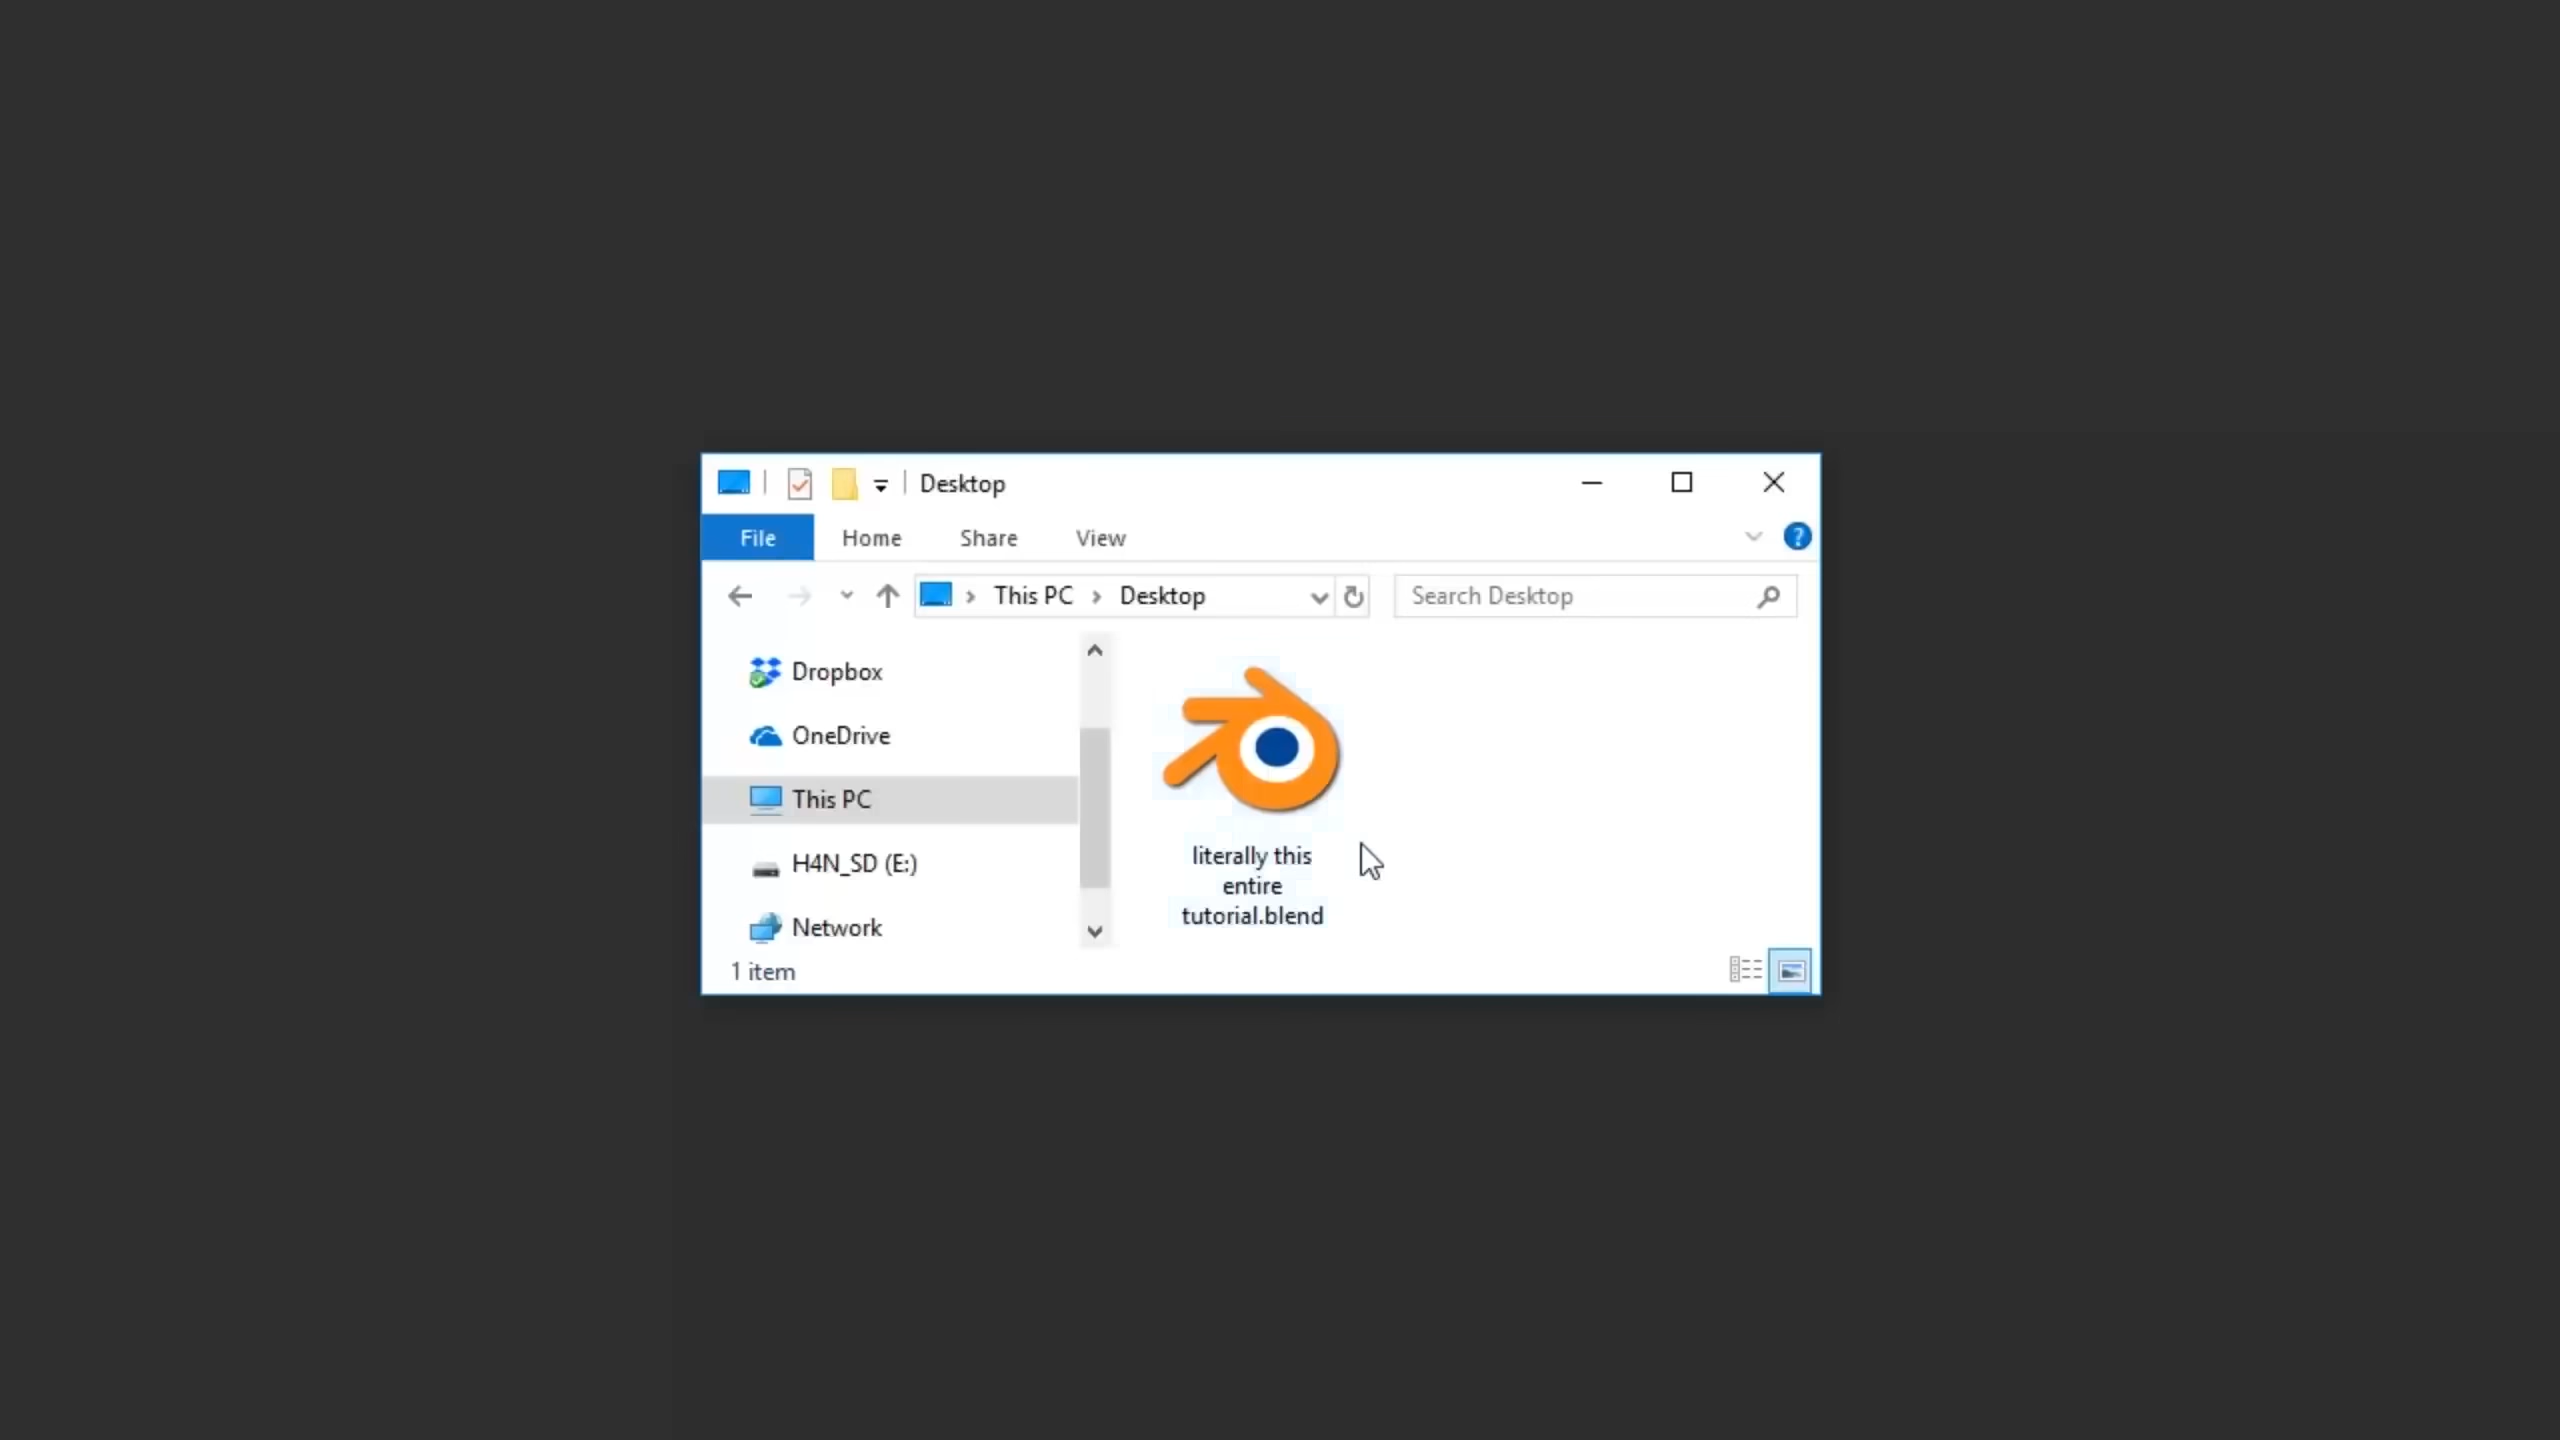 Desktop
File Home Share View
This PC Desktop
Search Desktop
Dropbox
OneDrive
This PC
H4N_SD (E:)
Network
literally this
entire
tutorial.blend
1 item